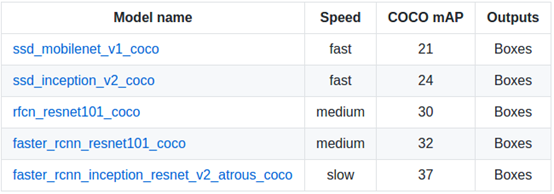 Model name Speed COCO mAP Outputs
ssd_mobilenet_v1_coco fast 21 Boxes
ssd_inception_v2_coco fast 24 Boxes
rfcn_resnet101_coco medium 30 Boxes
faster_rcnn_resnet101_coco medium 32 Boxes
faster_rcnn_inception_resnet_v2_atrous_coco slow 37 Boxes